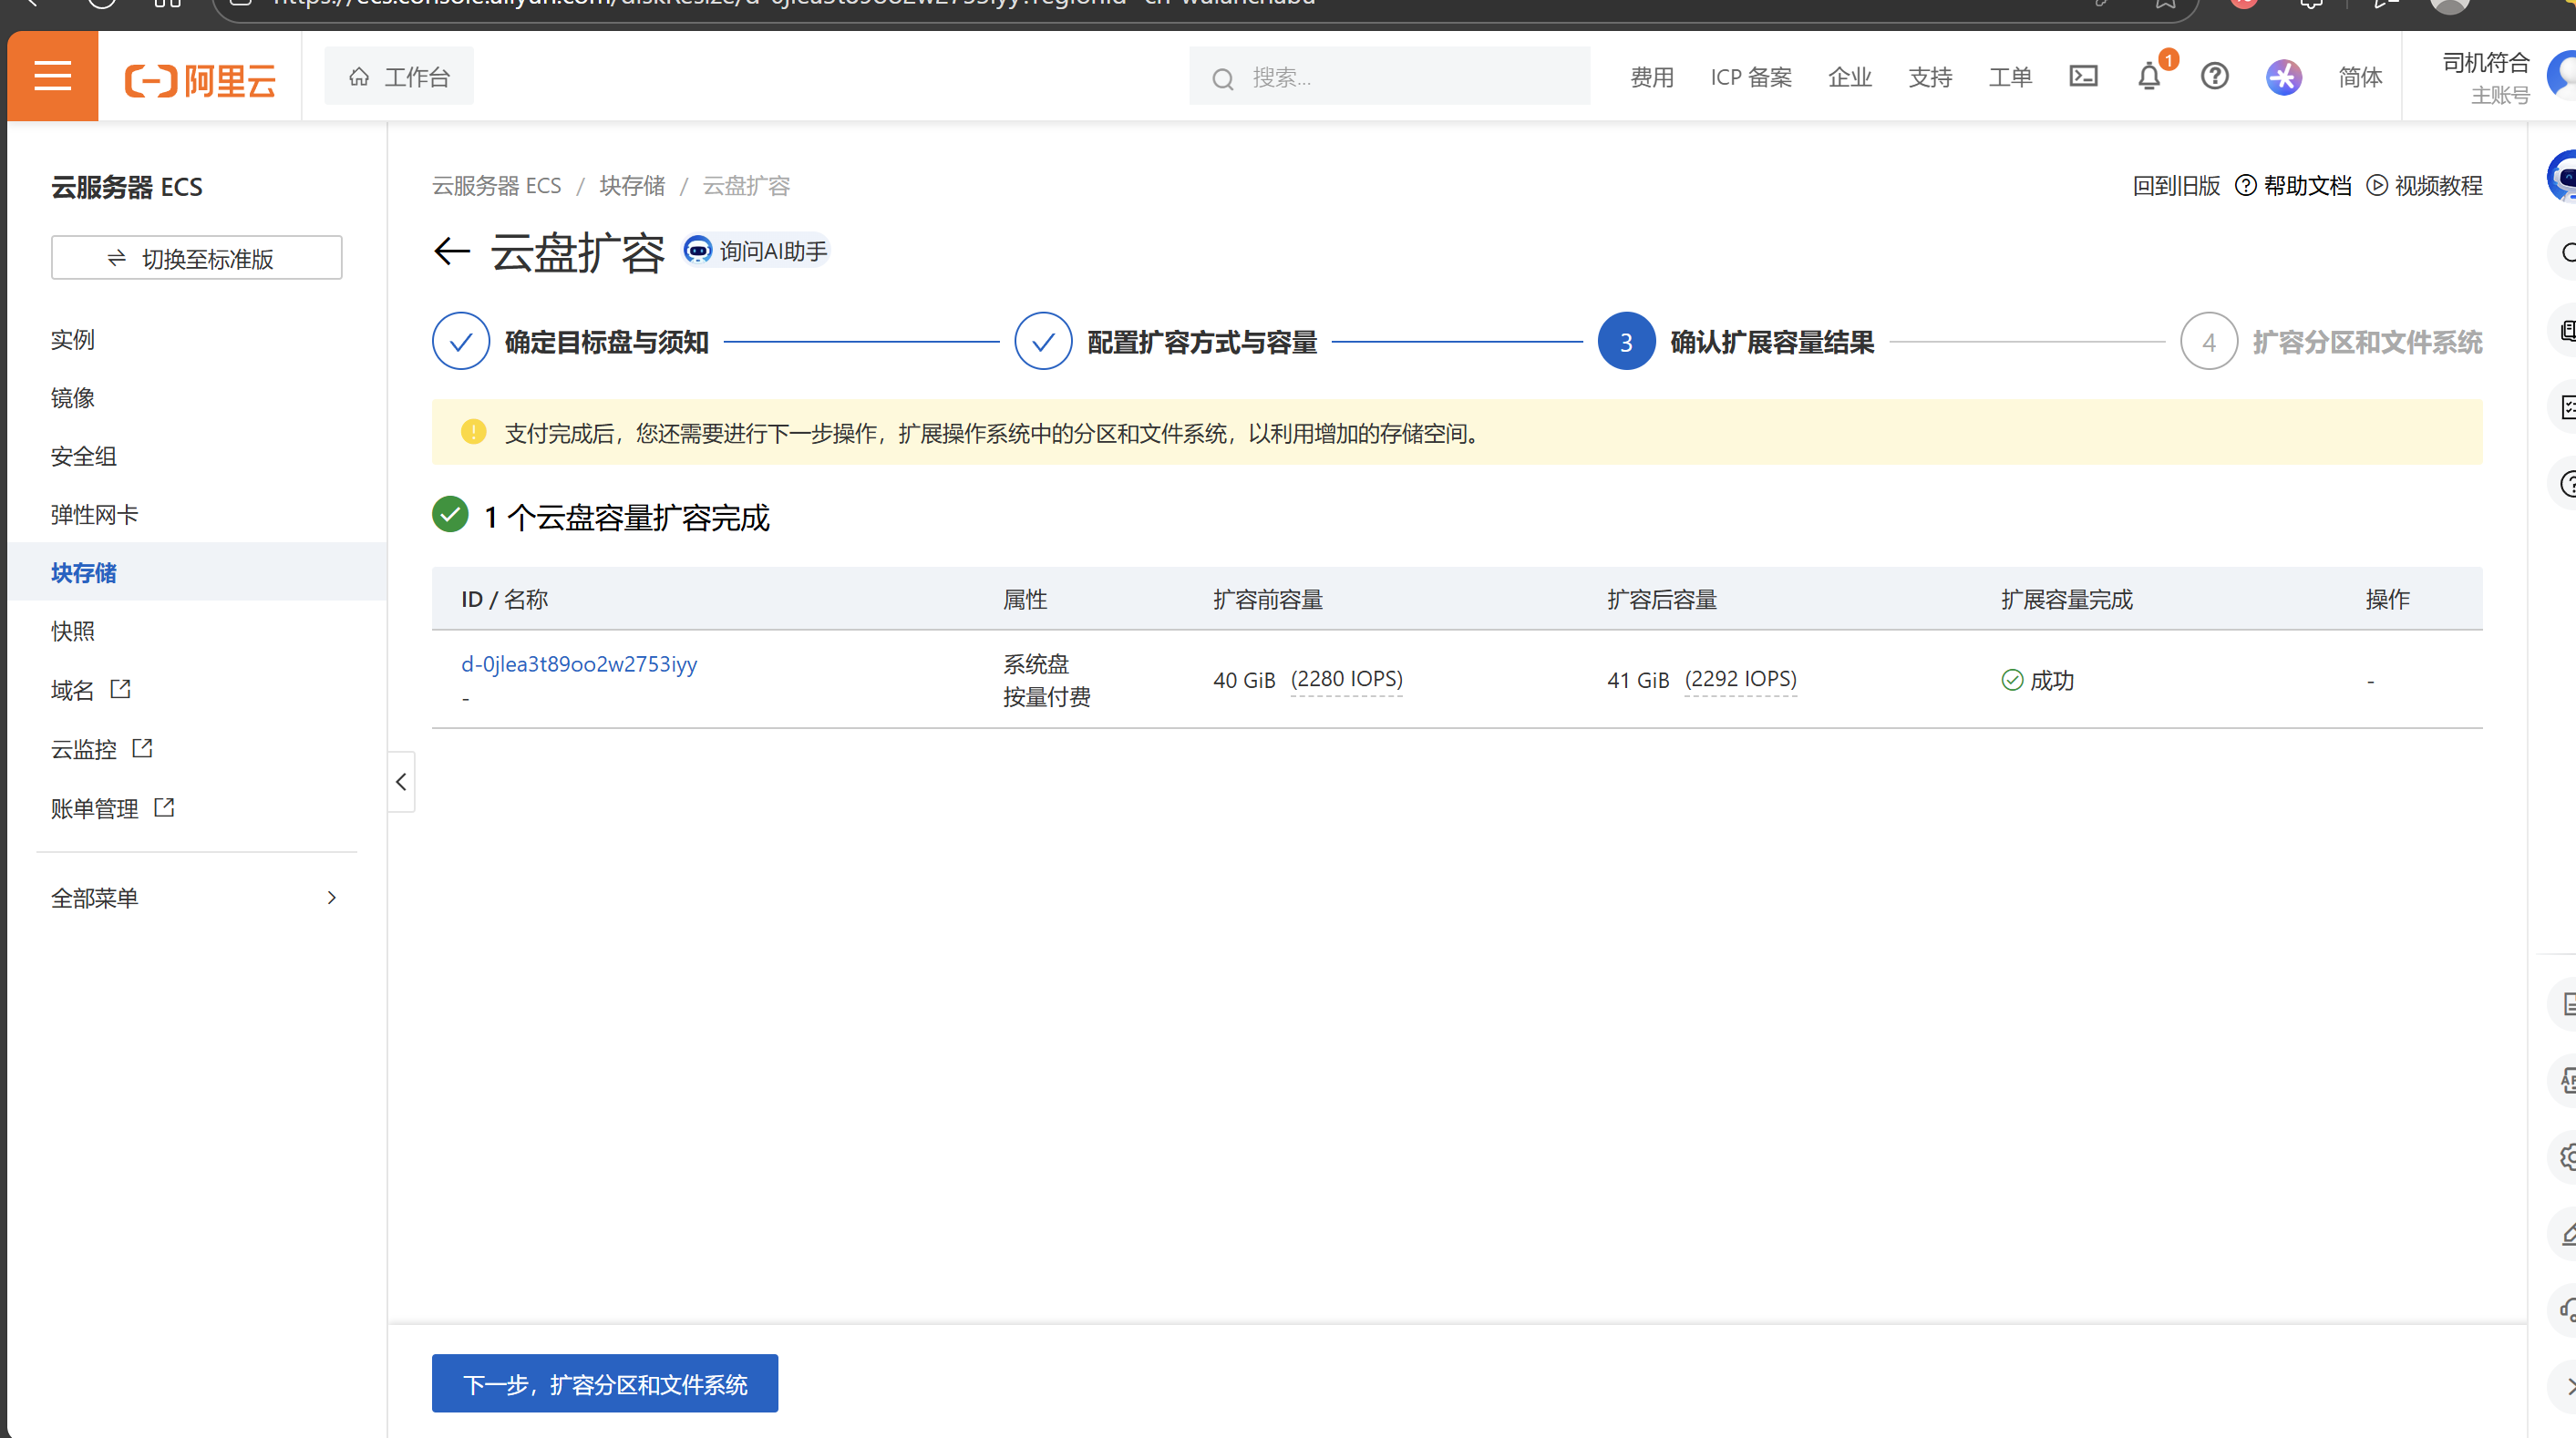 阿里云
工作台
搜索...
费用
ICP 备案
企业
支持
工单
1
简体
司机符合
主账号
云服务器 ECS
切换至标准版
实例
镜像
安全组
弹性网卡
块存储
快照
域名
云监控
账单管理
全部菜单
云服务器 ECS / 块存储 / 云盘扩容
回到旧版 帮助文档 视频教程
云盘扩容 询问AI助手
确定目标盘与须知
配置扩容方式与容量
3 确认扩展容量结果
4 扩容分区和文件系统
支付完成后，您还需要进行下一步操作，扩展操作系统中的分区和文件系统，以利用增加的存储空间。
1 个云盘容量扩容完成
ID / 名称 属性 扩容前容量 扩容后容量 扩展容量完成 操作
d-0jlea3t89oo2w2753iyy 系统盘 40 GiB (2280 IOPS) 41 GiB (2292 IOPS) 成功 -
- 按量付费
下一步，扩容分区和文件系统